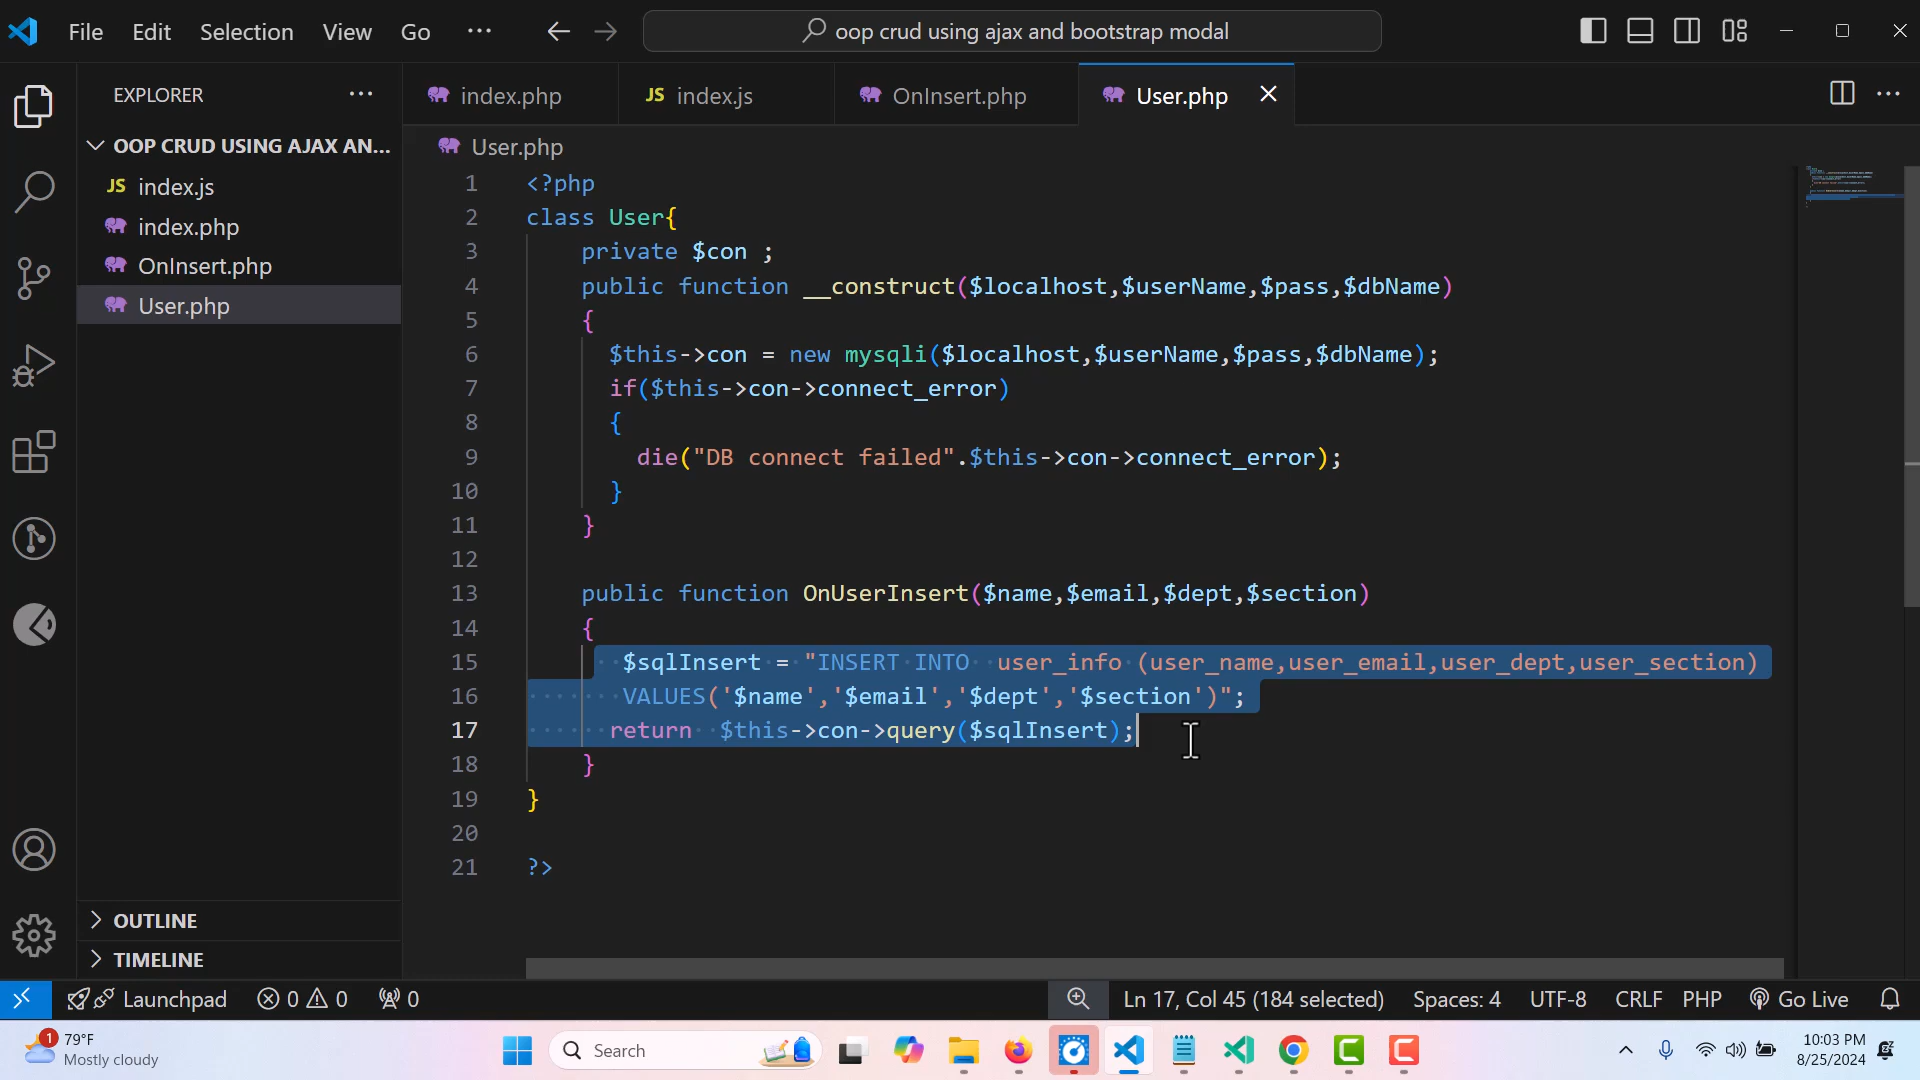 File Edit Selection View Go ... oop crud using ajax and bootstrap modal
EXPLORER ...
index.php JS index.js OnInsert.php User.php
OOP CRUD USING AJAX AN...
JS index.js
index.php
OnInsert.php
User.php
OUTLINE
TIMELINE
User.php
1 <?php
2 class User{
3 private $con ;
4 public function __construct($localhost,$userName,$pass,$dbName)
5 {
6 $this->con = new mysqli($localhost,$userName,$pass,$dbName);
7 if($this->con->connect_error)
8 {
9 die("DB connect failed".$this->con->connect_error);
10 }
11 }
12
13 public function OnUserInsert($name,$email,$dept,$section)
14 {
15 $sqlInsert = "INSERT INTO user_info (user_name,user_email,user_dept,user_section)
16 VALUES('$name','$email','$dept','$section')";
17 return $this->con->query($sqlInsert);
18 }
19 }
20
21 ?>
Launchpad 0 0 0 Ln 17, Col 45 (184 selected) Spaces: 4 UTF-8 CRLF PHP Go Live
1 79°F
Mostly cloudy
Search
10:03 PM
8/25/2024